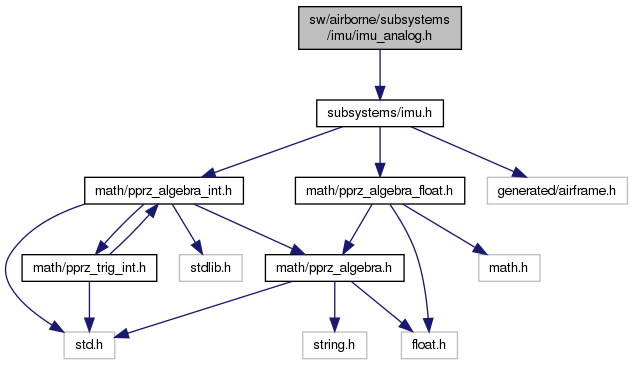 sw/airborne/subsystems
/imu/imu_analog.h
subsystems/imu.h
math/pprz_algebra_int.h
math/pprz_algebra_float.h
generated/airframe.h
math/pprz_trig_int.h
stdlib.h
math/pprz_algebra.h
math.h
std.h
string.h
float.h